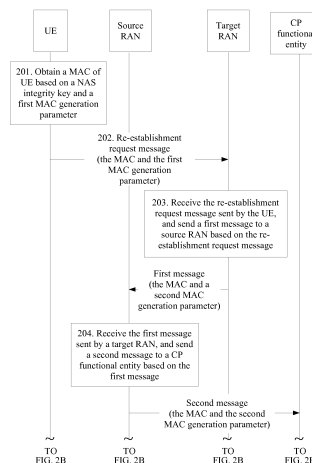 UE
Source
RAN
Target
RAN
CP
functional
entity
201. Obtain a MAC of
UE based on a NAS
integrity key and a
first MAC generation
parameter
202. Re-establishment
request message
(the MAC and the first
MAC generation
parameter)
203. Receive the re-establishment
request message sent by the UE,
and send a first message to a
source RAN based on the re-
establishment request message
First message
(the MAC and a
second MAC
generation parameter)
204. Receive the first message
sent by a target RAN, and send
a second message to a CP
functional entity based on the
first message
Second message
(the MAC and the second
MAC generation parameter)
~
~
~
~
TO
FIG. 2B
TO
FIG. 2B
TO
FIG. 2B
TO
FIG. 2B